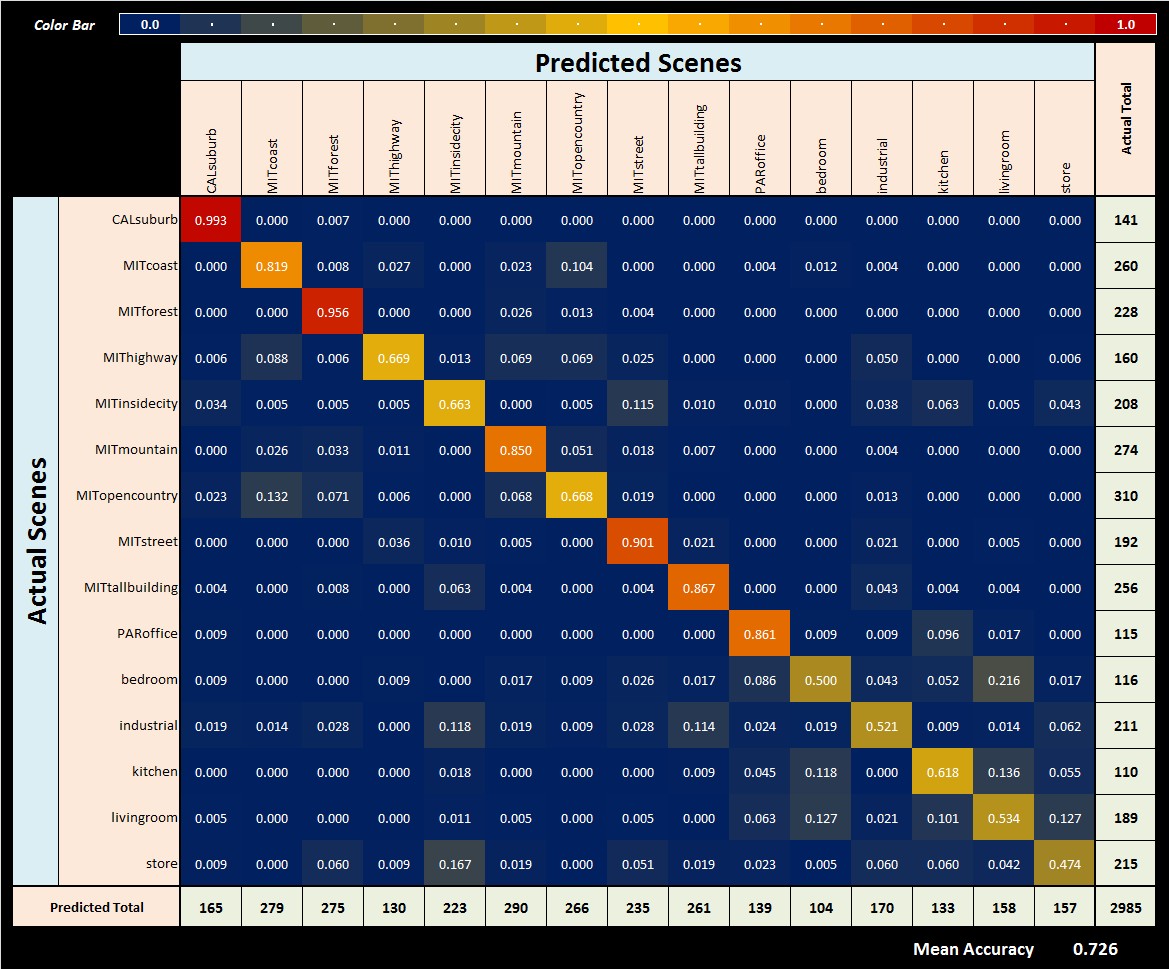 Color Bar 0.0 1.0
Predicted Scenes
CALsuburb MITcoast MITforest MIThighway MITinsidecity MITmountain MITopencountry MITstreet MITtallbuilding PARoffice bedroom industrial kitchen livingroom store Actual Total
Actual Scenes
CALsuburb 0.993 0.000 0.007 0.000 0.000 0.000 0.000 0.000 0.000 0.000 0.000 0.000 0.000 0.000 0.000 141
MITcoast 0.000 0.819 0.008 0.027 0.000 0.023 0.104 0.000 0.000 0.004 0.012 0.004 0.000 0.000 0.000 260
MITforest 0.000 0.000 0.956 0.000 0.000 0.026 0.013 0.004 0.000 0.000 0.000 0.000 0.000 0.000 0.000 228
MIThighway 0.006 0.088 0.006 0.669 0.013 0.069 0.069 0.025 0.000 0.000 0.000 0.050 0.000 0.000 0.006 160
MITinsidecity 0.034 0.005 0.005 0.005 0.663 0.000 0.005 0.115 0.010 0.010 0.000 0.038 0.063 0.005 0.043 208
MITmountain 0.000 0.026 0.033 0.011 0.000 0.850 0.051 0.018 0.007 0.000 0.000 0.004 0.000 0.000 0.000 274
MITopencountry 0.023 0.132 0.071 0.006 0.000 0.068 0.668 0.019 0.000 0.000 0.000 0.013 0.000 0.000 0.000 310
MITstreet 0.000 0.000 0.000 0.036 0.010 0.005 0.000 0.901 0.021 0.000 0.000 0.021 0.000 0.005 0.000 192
MITtallbuilding 0.004 0.000 0.008 0.000 0.063 0.004 0.000 0.004 0.867 0.000 0.000 0.043 0.004 0.004 0.000 256
PARoffice 0.009 0.000 0.000 0.000 0.000 0.000 0.000 0.000 0.000 0.861 0.009 0.009 0.096 0.017 0.000 115
bedroom 0.009 0.000 0.000 0.009 0.000 0.017 0.009 0.026 0.017 0.086 0.500 0.043 0.052 0.216 0.017 116
industrial 0.019 0.014 0.028 0.000 0.118 0.019 0.009 0.028 0.114 0.024 0.019 0.521 0.009 0.014 0.062 211
kitchen 0.000 0.000 0.000 0.000 0.018 0.000 0.000 0.000 0.009 0.045 0.118 0.000 0.618 0.136 0.055 110
livingroom 0.005 0.000 0.000 0.000 0.011 0.005 0.000 0.005 0.000 0.063 0.127 0.021 0.101 0.534 0.127 189
store 0.009 0.000 0.060 0.009 0.167 0.019 0.000 0.051 0.019 0.023 0.005 0.060 0.060 0.042 0.474 215
Predicted Total 165 279 275 130 223 290 266 235 261 139 104 170 133 158 157 2985
Mean Accuracy 0.726